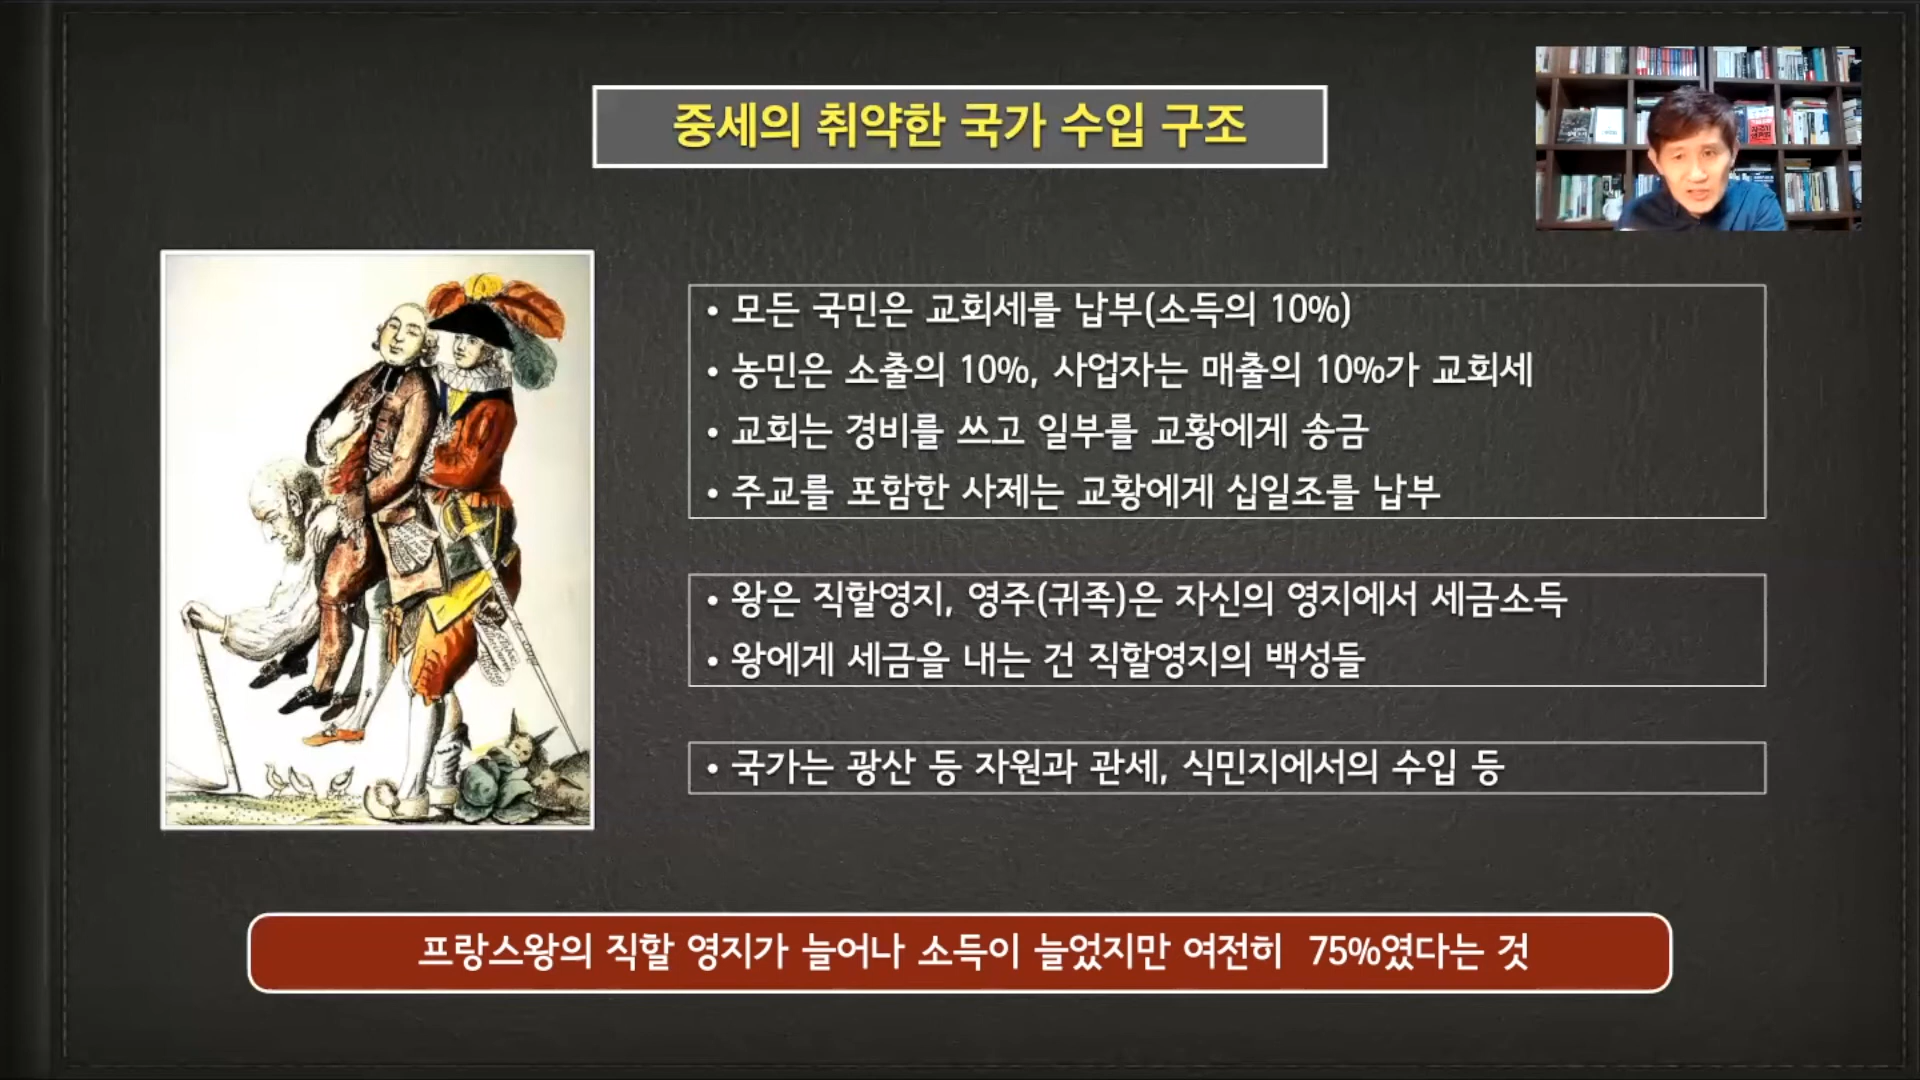 중세의 취약한 국가 수입 구조
• 모든 국민은 교회세를 납부(소득의 10%)
• 농민은 소출의 10%, 사업자는 매출의 10%가 교회세
• 교회는 경비를 쓰고 일부를 교황에게 송금
• 주교를 포함한 사제는 교황에게 십일조를 납부
• 왕은 직할영지, 영주(귀족)은 자신의 영지에서 세금소득
• 왕에게 세금을 내는 건 직할영지의 백성들
• 국가는 광산 등 자원과 관세, 식민지에서의 수입 등
프랑스왕의 직할 영지가 늘어나 소득이 늘었지만 여전히 75%였다는 것